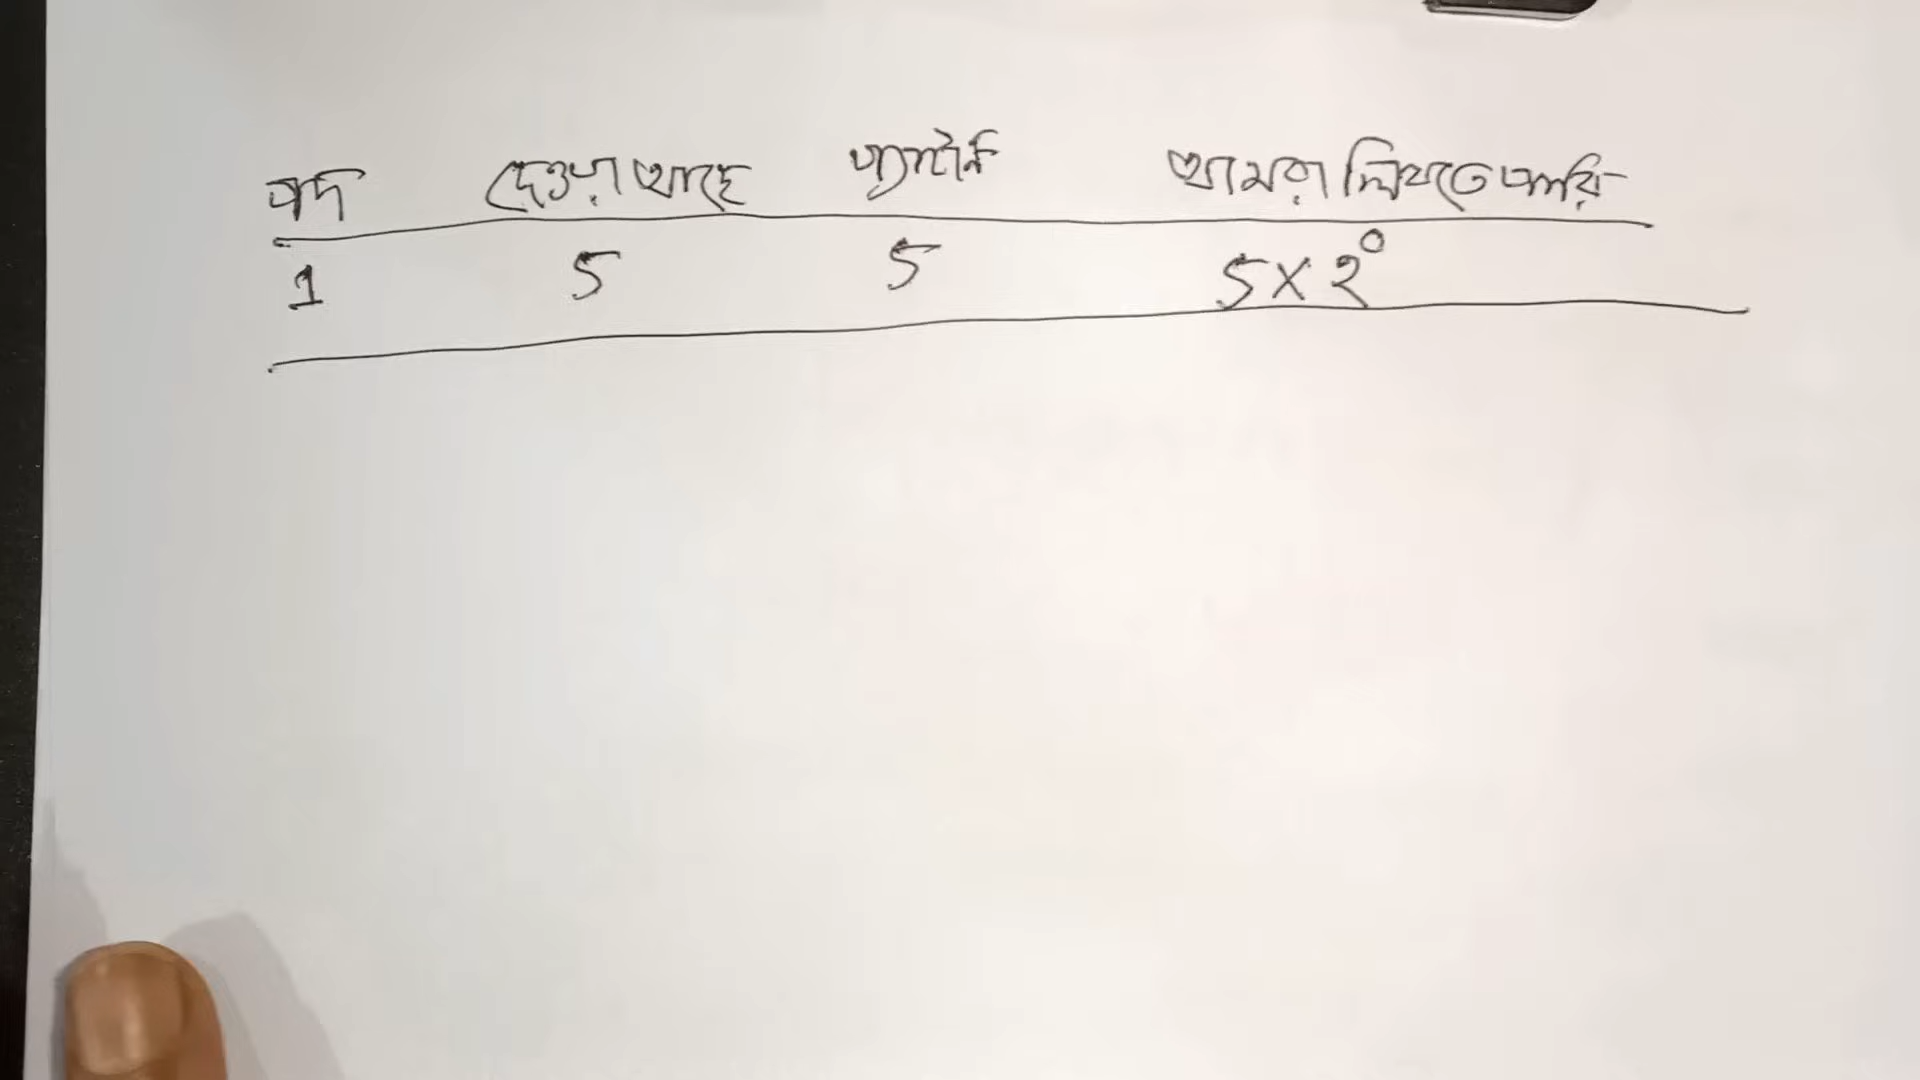 পদ দেওয়া আছে প্যাটার্ন আমরা লিখতে পারি
1 5 5 5 × 2⁰